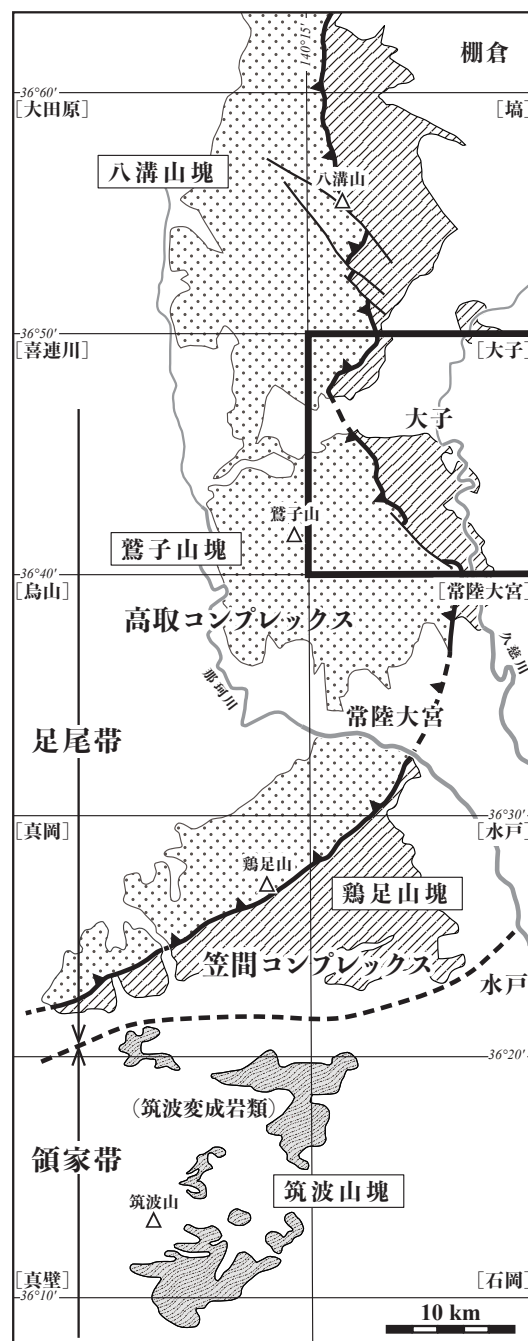 140°15'
棚倉
36°60'
[大田原]
[塙]
八溝山塊
八溝山
36°50'
[喜連川]
[大子]
大子
鷲子山
鷲子山塊
36°40'
[烏山]
[常陸大宮]
高取コンプレックス
久慈川
那珂川
常陸大宮
足尾帯
36°30'
[真岡]
[水戸]
鶏足山
鶏足山塊
笠間コンプレックス
水戸
36°20'
(筑波変成岩類)
領家帯
筑波山塊
筑波山
[真壁]
[石岡]
36°10'
10 km